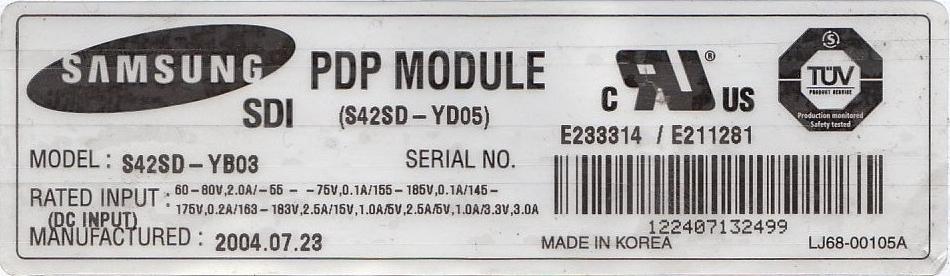 SAMSUNG
SDI
PDP MODULE
(S42SD-YD05)
C UL US
E233314 / E211281
S
TÜV
PRODUCT SERVICE
Production monitored
Safety tested
MODEL : S42SD-YB03
SERIAL NO.
RATED INPUT : 60-80V,2.0A/-55 - -75V,0.1A/155-185V,0.1A/145-
(DC INPUT) 175V,0.2A/163-183V,2.5A/15V,1.0A/5V,2.5A/5V,1.0A/3.3V,3.0A
MANUFACTURED : 2004.07.23
122407132499
MADE IN KOREA
LJ68-00105A